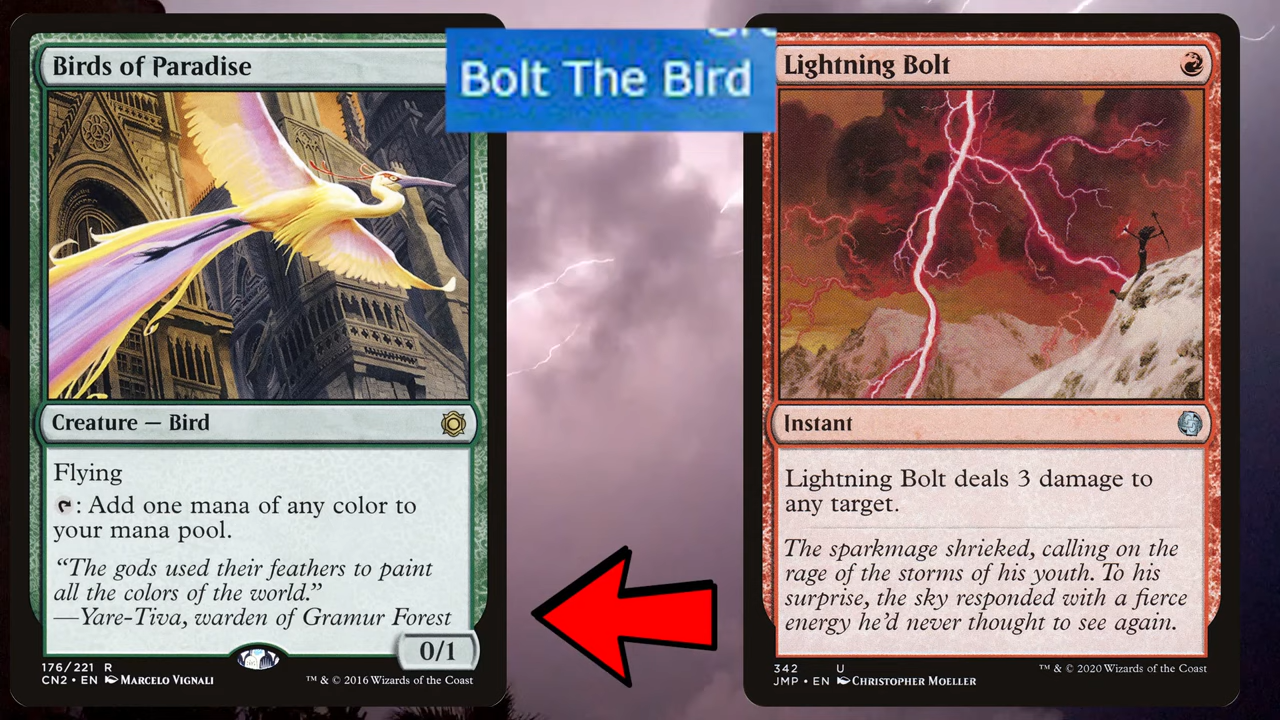 Birds of Paradise
Creature — Bird
Flying
: Add one mana of any color to
your mana pool.
“The gods used their feathers to paint
all the colors of the world.”
—Yare-Tiva, warden of Gramur Forest
0/1
176/221 R
CN2 • EN MARCELO VIGNALI
™ & © 2016 Wizards of the Coast
Bolt The Bird
Lightning Bolt
Instant
Lightning Bolt deals 3 damage to
any target.
The sparkmage shrieked, calling on the
rage of the storms of his youth. To his
surprise, the sky responded with a fierce
energy he’d never thought to see again.
342 U
JMP • EN CHRISTOPHER MOELLER
™ & © 2020 Wizards of the Coast